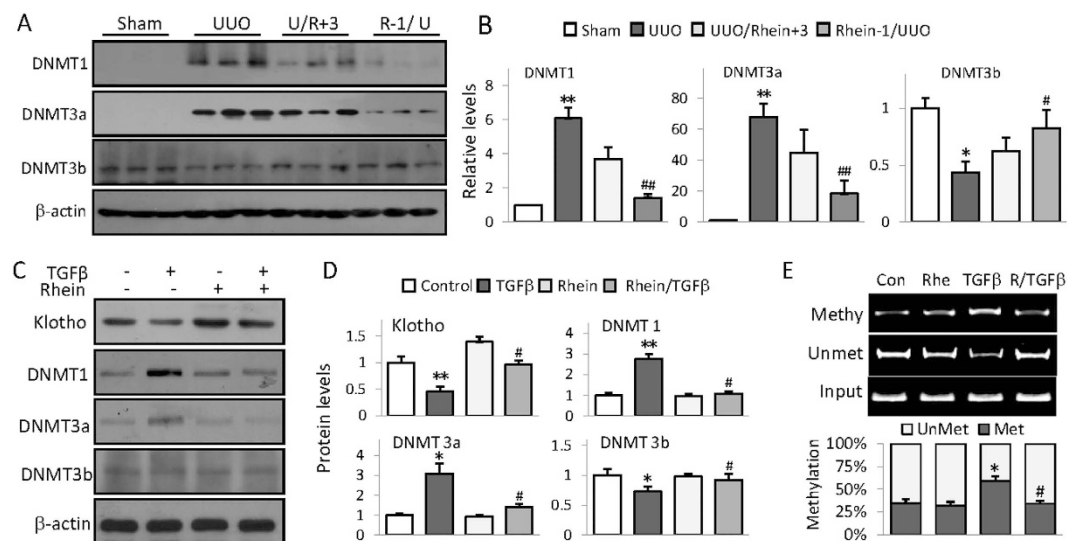 A
Sham UUO U/R+3 R-1/ U
DNMT1
DNMT3a
DNMT3b
β-actin
B
Sham UUO UUO/Rhein+3 Rhein-1/UUO
DNMT1 DNMT3a DNMT3b
Relative levels
8
6
4
2
0
**
##
80
60
40
20
0
**
##
1
0.5
0
*
#
C
TGFβ - + - +
Rhein - - + +
Klotho
DNMT1
DNMT3a
DNMT3b
β-actin
D
Control TGFβ Rhein Rhein/TGFβ
Protein levels
Klotho
1.5
1
0.5
0
**
#
DNMT 1
4
3
2
1
0
**
#
DNMT 3a
4
3
2
1
0
*
#
DNMT 3b
1.5
1
0.5
0
*
#
E
Con Rhe TGFβ R/TGFβ
Methy
Unmet
Input
UnMet Met
Methylation
100%
75%
50%
25%
0%
*
#